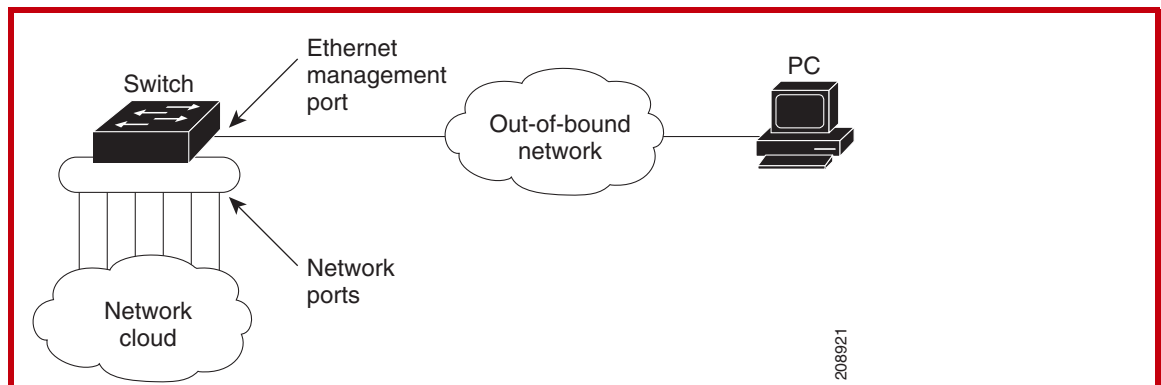 Ethernet
management
port
Switch
PC
Out-of-bound
network
Network
ports
Network
cloud
208921